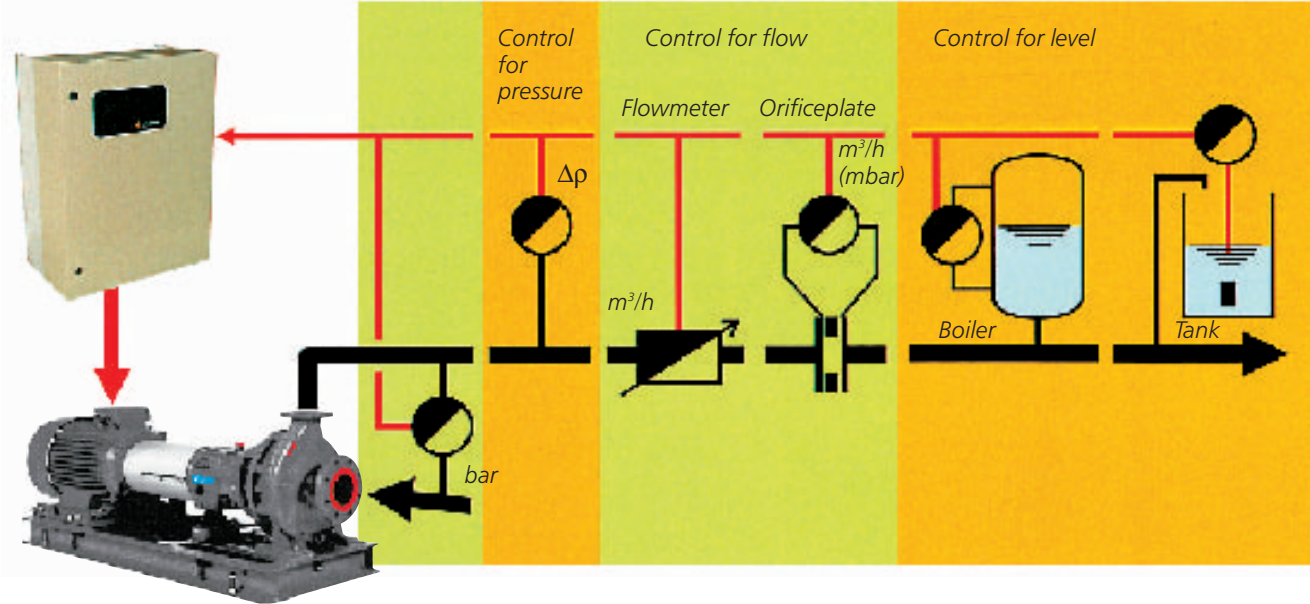 Control
for
pressure
Control for flow
Control for level
Flowmeter
Orificeplate
Δρ
m³/h
(mbar)
m³/h
Boiler
Tank
bar